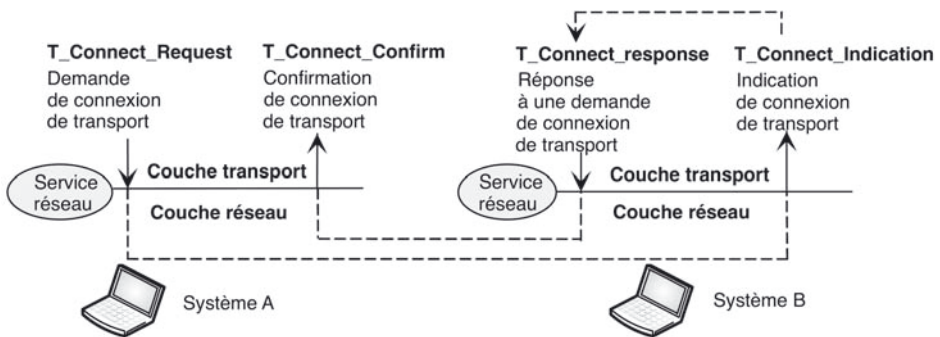 T_Connect_Request
Demande
de connexion
de transport
T_Connect_Confirm
Confirmation
de connexion
de transport
T_Connect_response
Réponse
à une demande
de connexion
de transport
T_Connect_Indication
Indication
de connexion
de transport
Service
réseau
Couche transport
Couche réseau
Service
réseau
Couche transport
Couche réseau
Système A
Système B